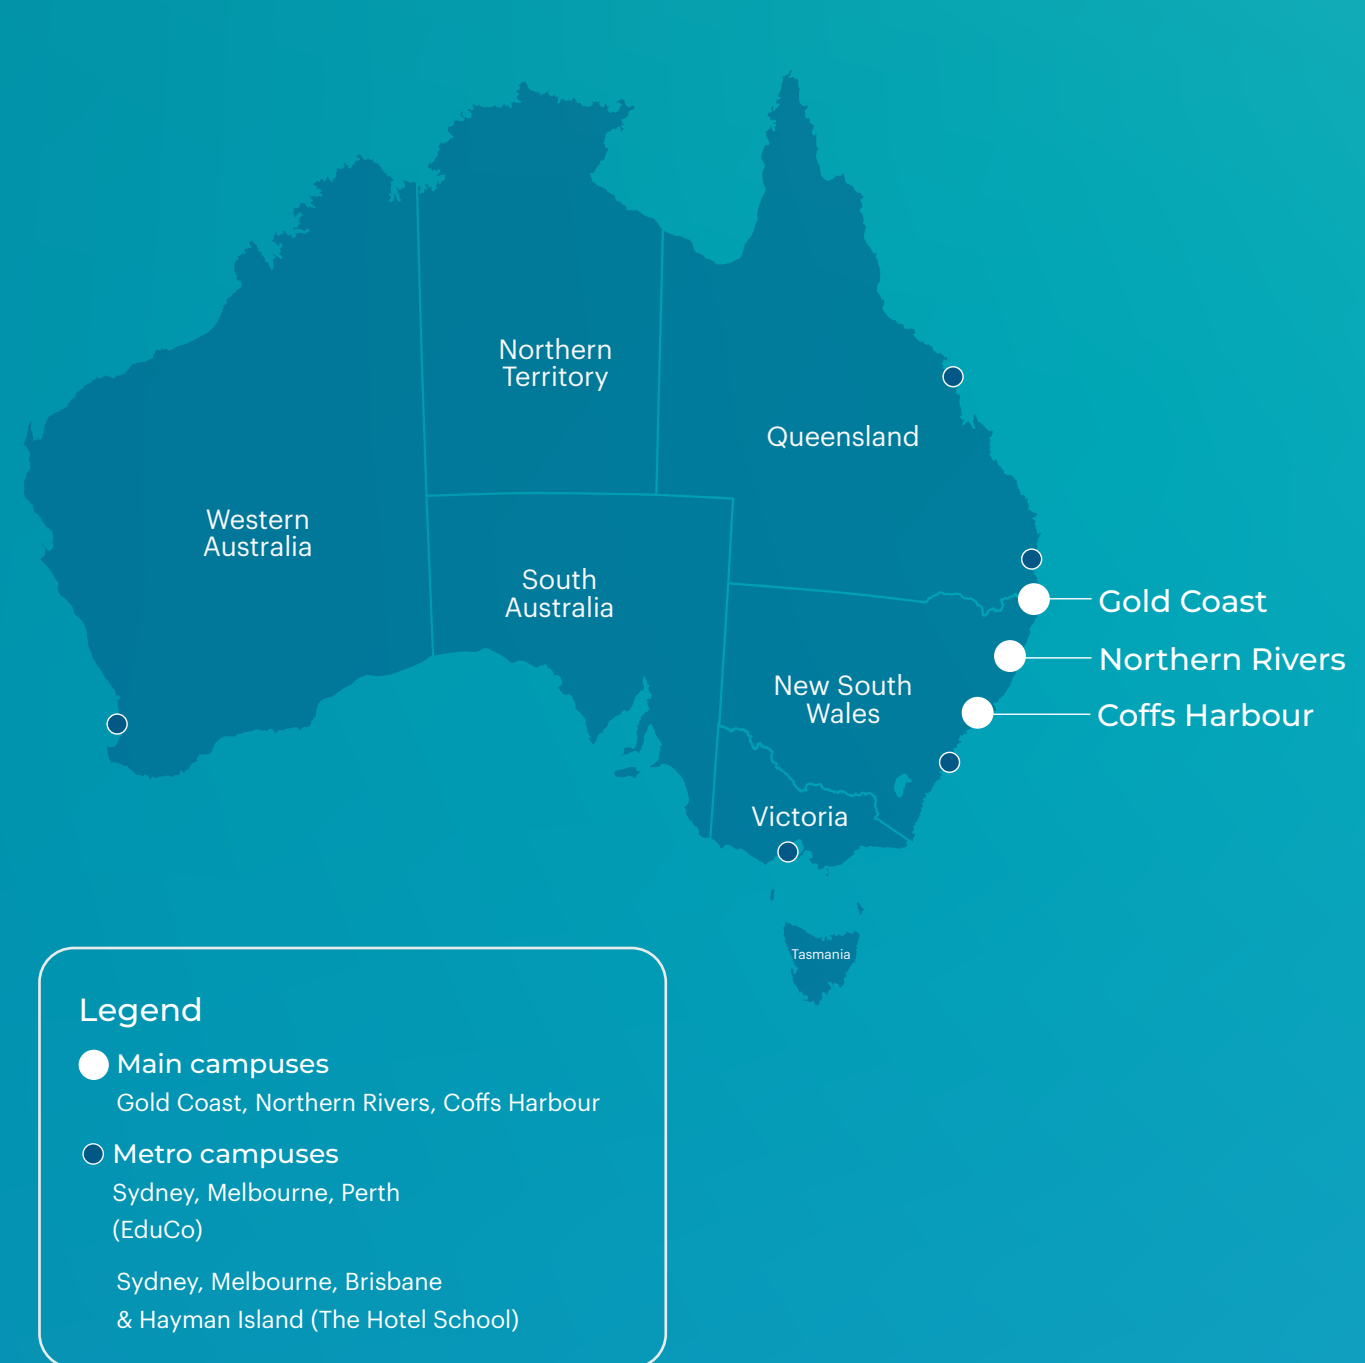 Northern
Territory
Queensland
Western
Australia
South
Australia
Gold Coast
Northern Rivers
New South
Wales
Coffs Harbour
Victoria
Tasmania
Legend
Main campuses
Gold Coast, Northern Rivers, Coffs Harbour
Metro campuses
Sydney, Melbourne, Perth
(EduCo)
Sydney, Melbourne, Brisbane
& Hayman Island (The Hotel School)